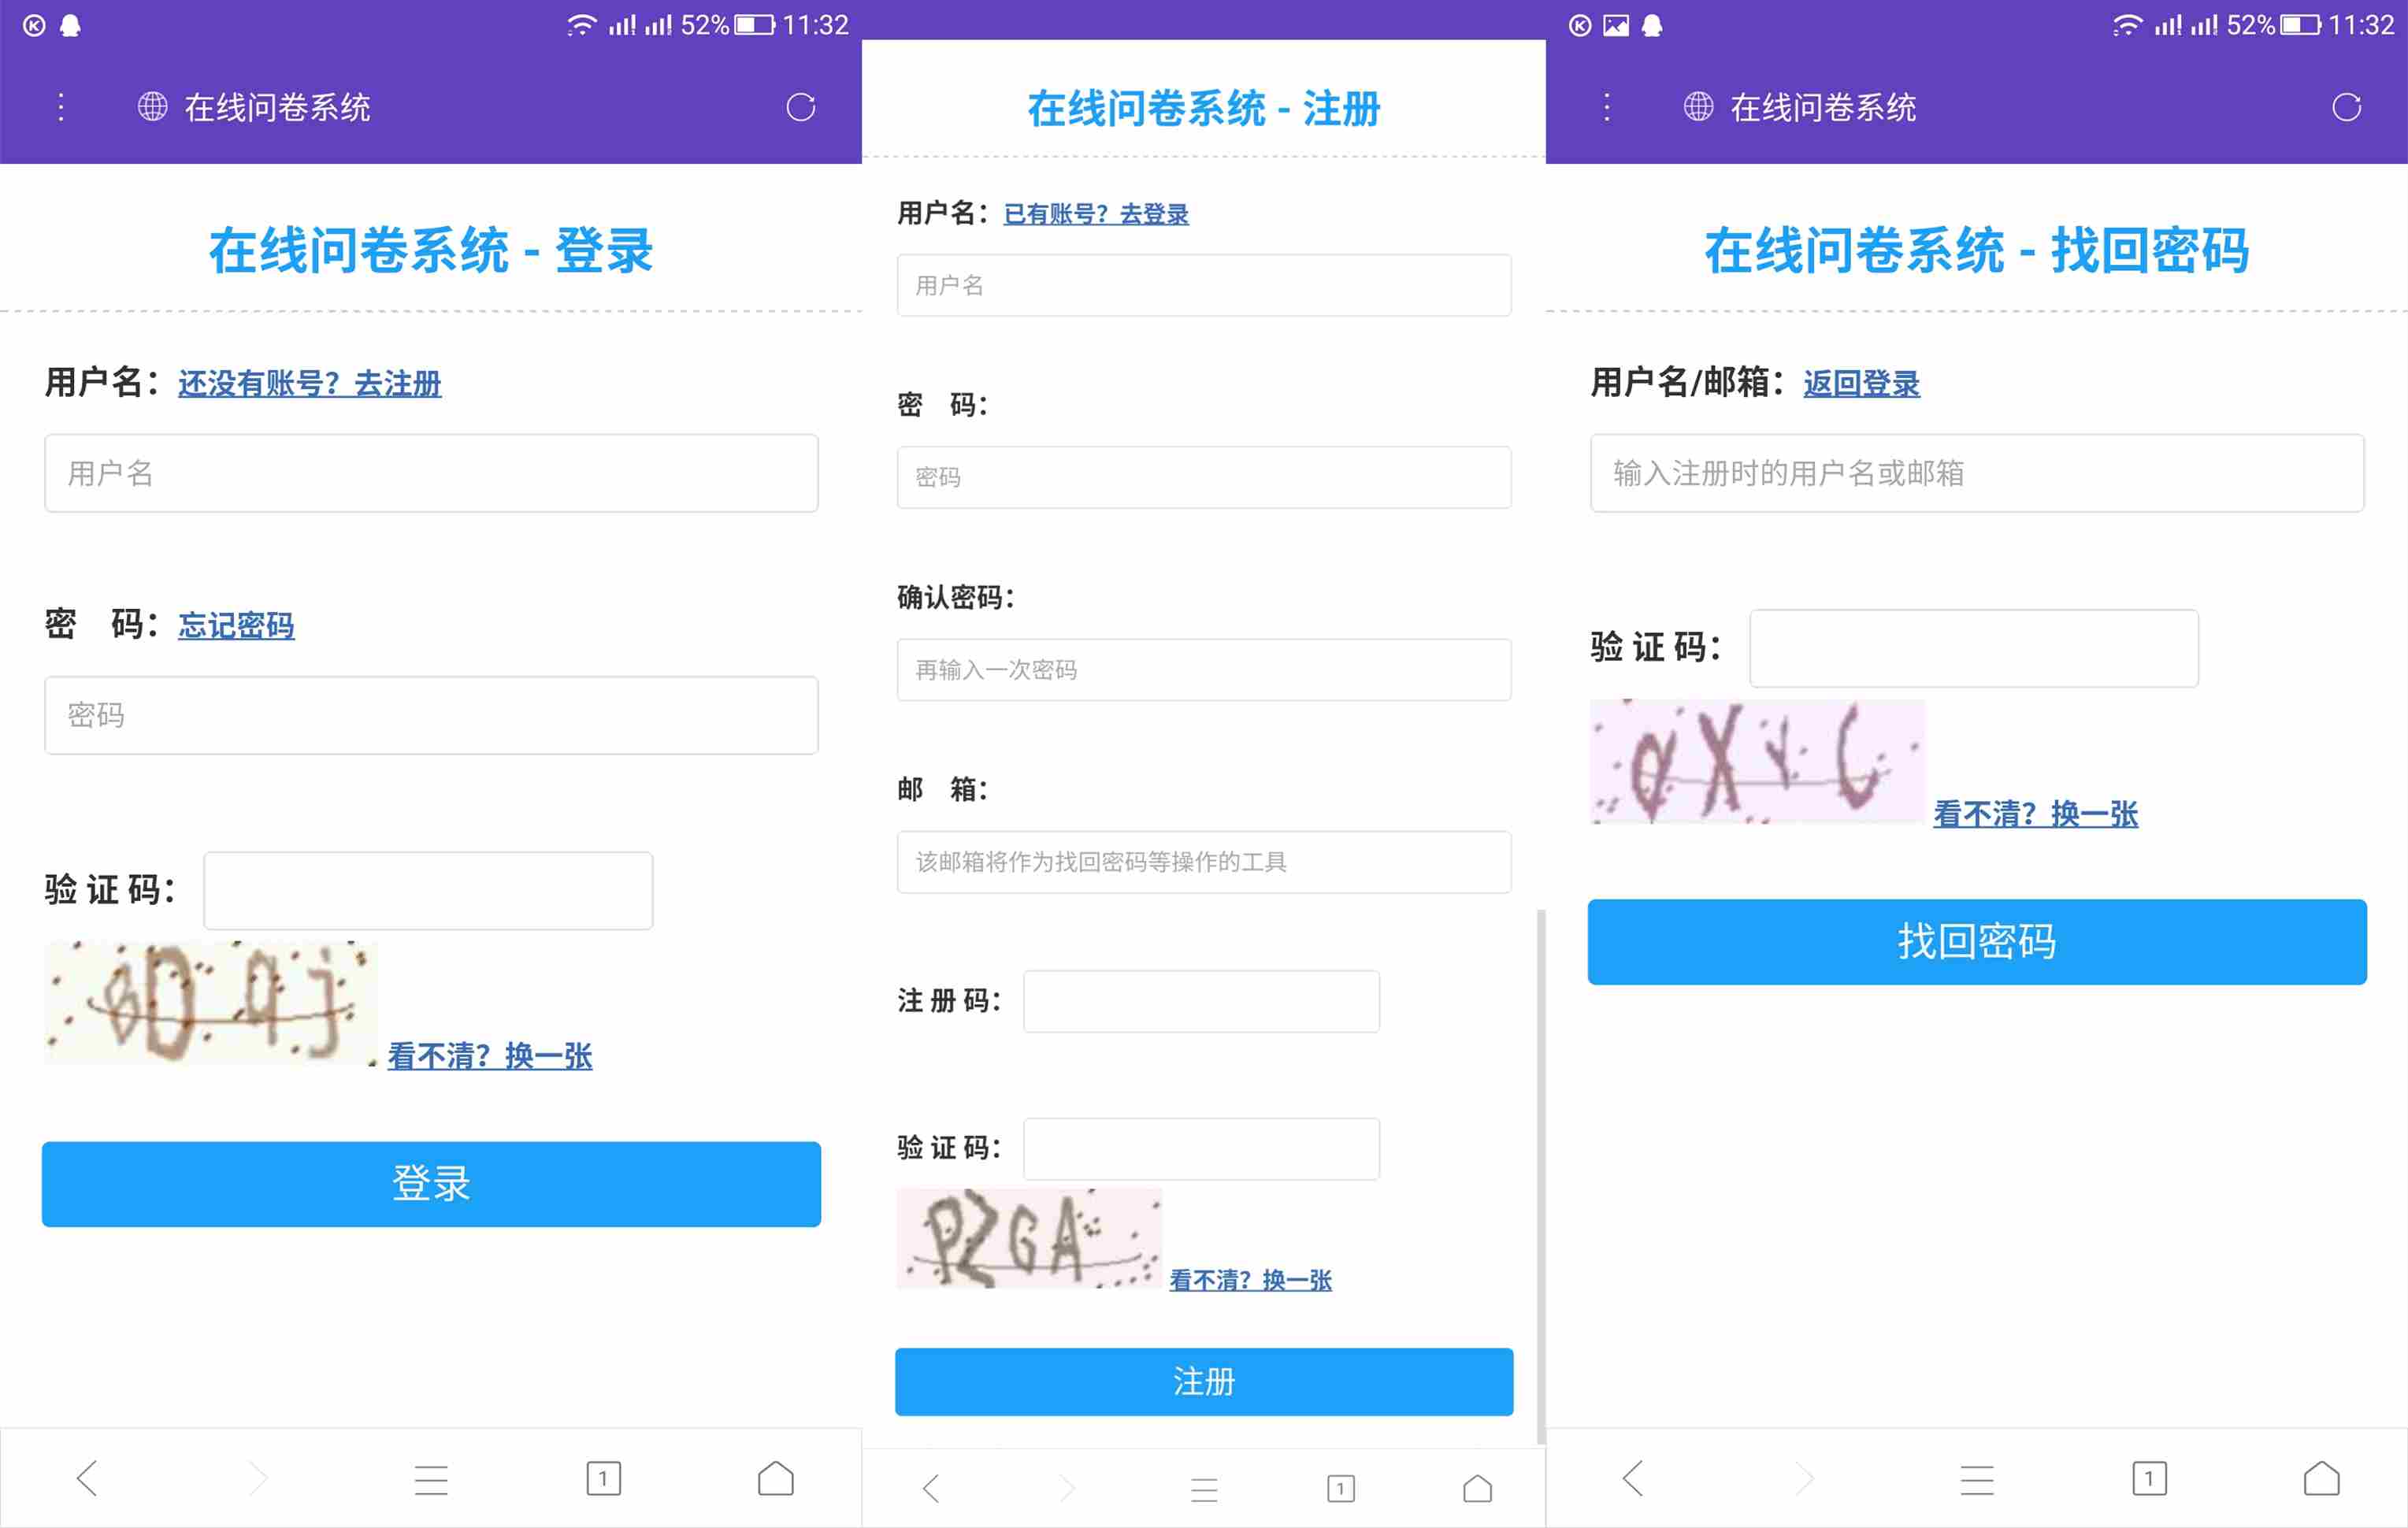 52% 11:32
在线问卷系统
在线问卷系统 - 登录
用户名： 还没有账号？去注册
用户名
密 码： 忘记密码
密码
验 证 码：
看不清？换一张
登录
1
在线问卷系统 - 注册
用户名： 已有账号？去登录
用户名
密 码：
密码
确认密码：
再输入一次密码
邮 箱：
该邮箱将作为找回密码等操作的工具
注 册 码：
验 证 码：
PZGA
看不清？换一张
注册
1
52% 11:32
在线问卷系统
在线问卷系统 - 找回密码
用户名/邮箱： 返回登录
输入注册时的用户名或邮箱
验 证 码：
看不清？换一张
找回密码
1